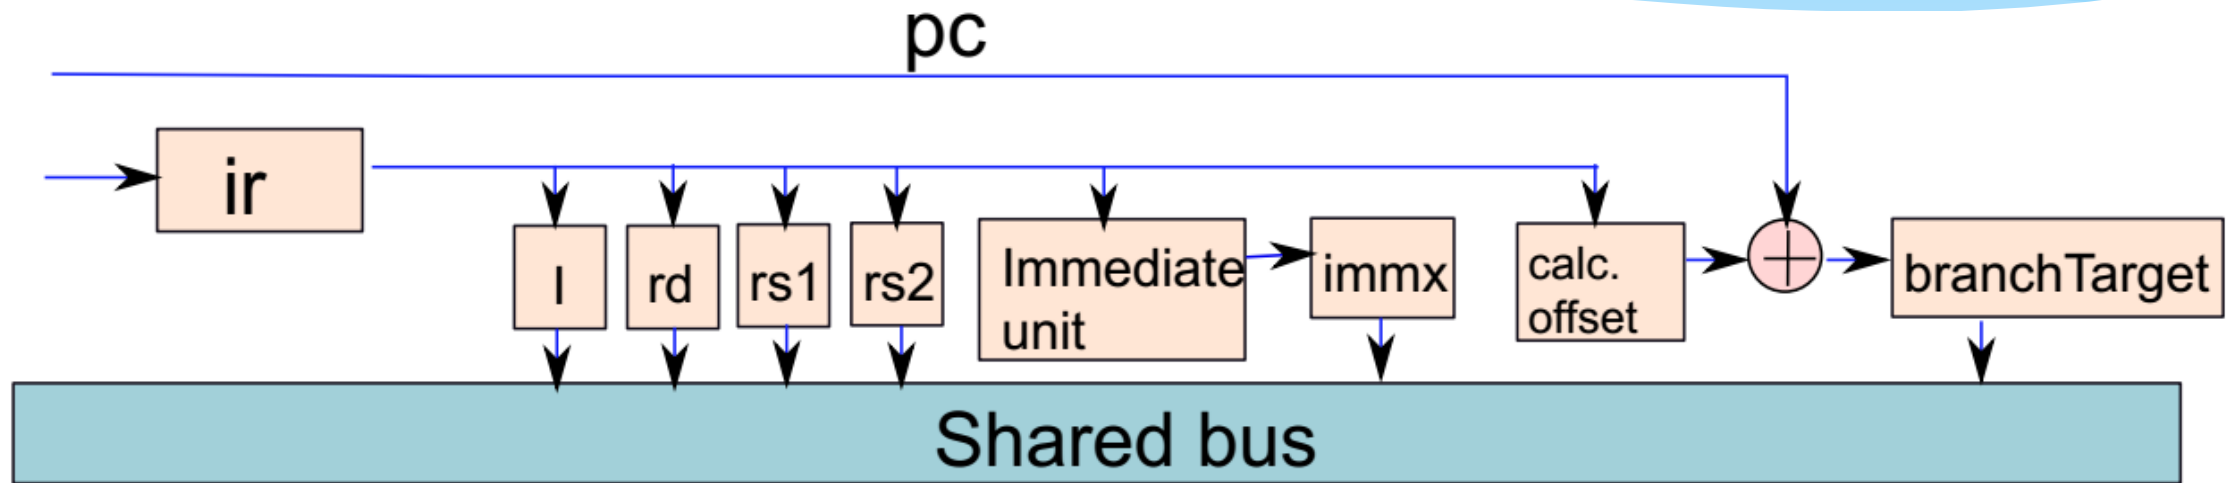 pc
ir
I
rd
rs1
rs2
Immediate
unit
immx
calc.
offset
branchTarget
Shared bus